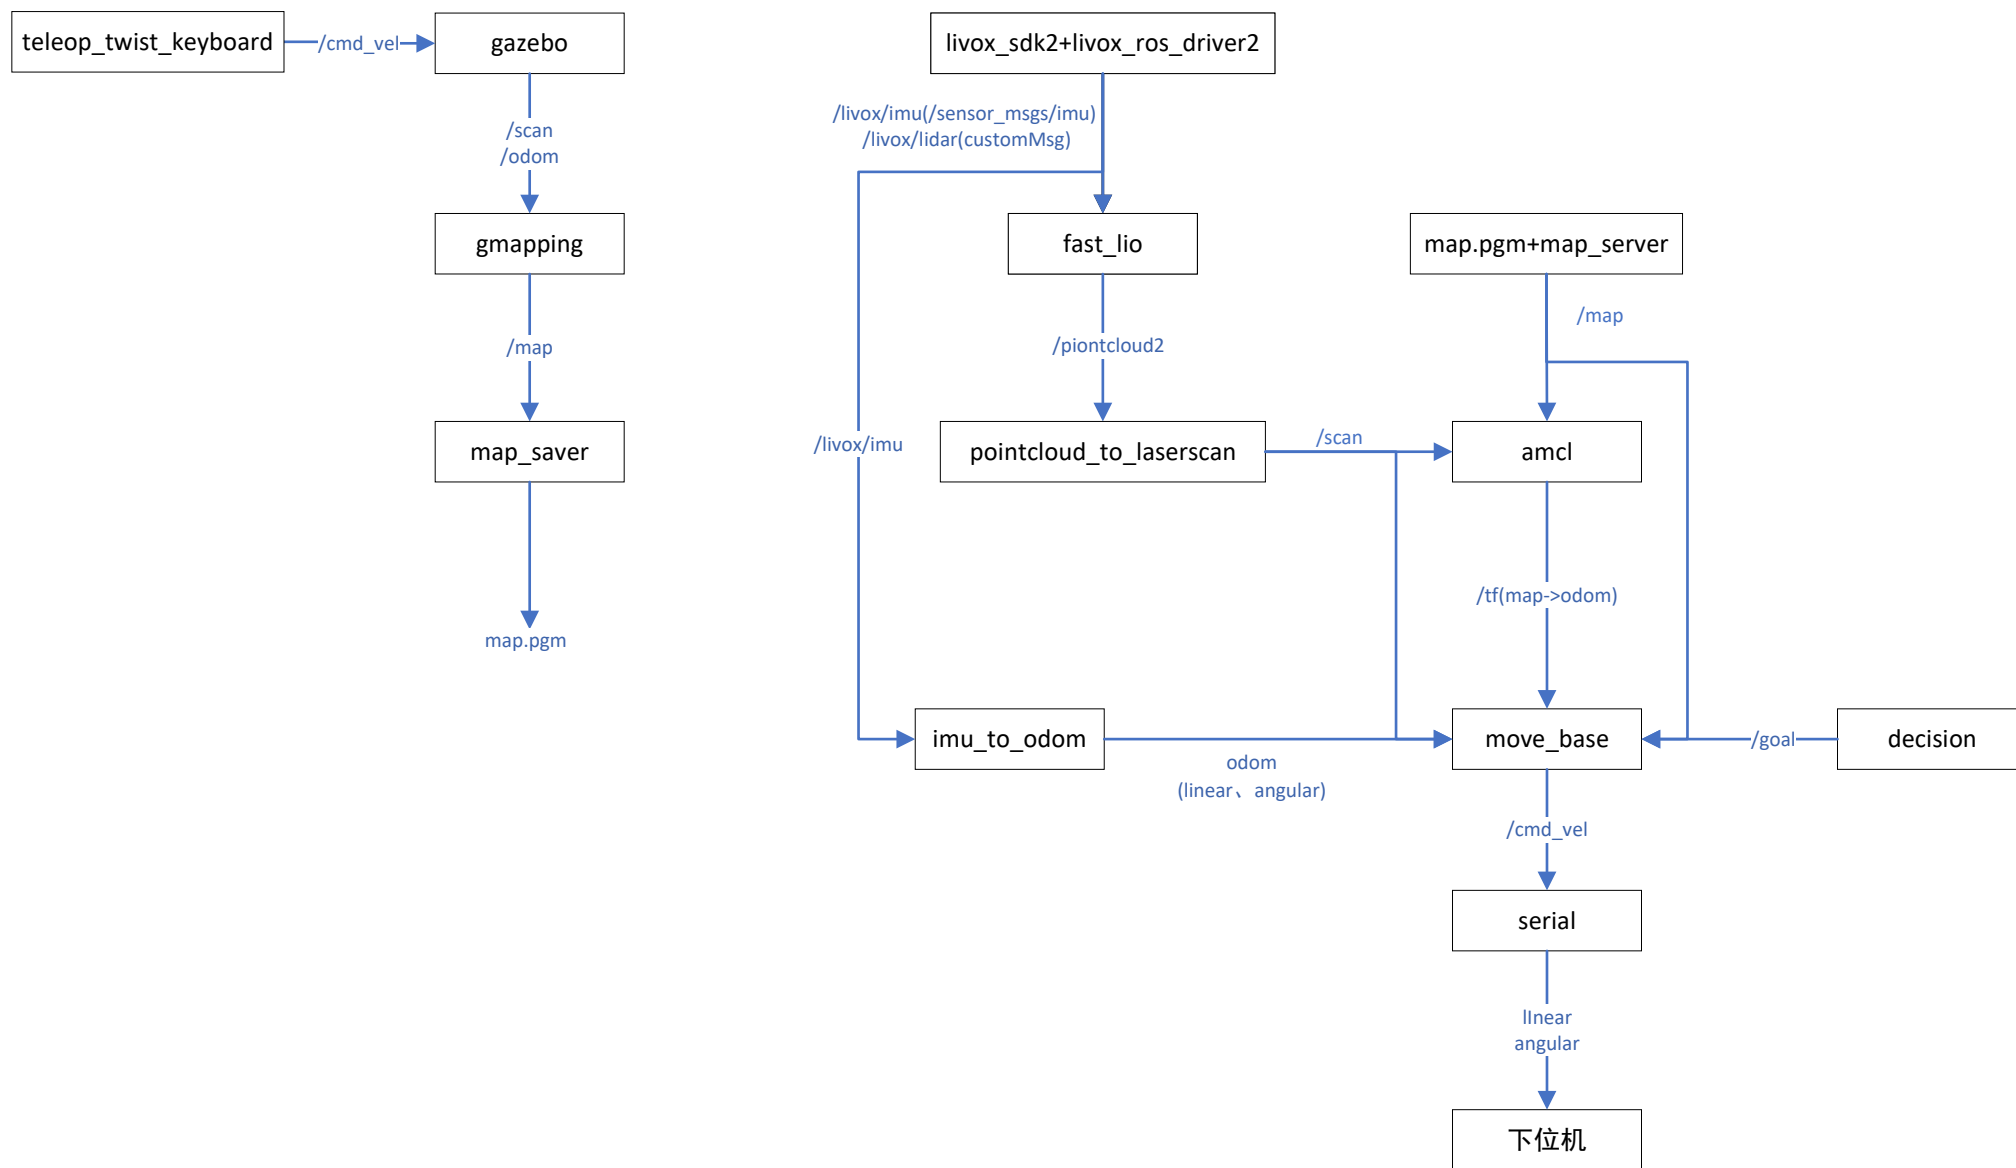 teleop_twist_keyboard
/cmd_vel
gazebo
/scan
/odom
gmapping
/map
map_saver
map.pgm
livox_sdk2+livox_ros_driver2
/livox/imu(/sensor_msgs/imu)
/livox/lidar(customMsg)
fast_lio
map.pgm+map_server
/map
/piontcloud2
/livox/imu
pointcloud_to_laserscan
/scan
amcl
/tf(map->odom)
imu_to_odom
odom
(linear、angular)
move_base
/goal
decision
/cmd_vel
serial
lInear
angular
下位机